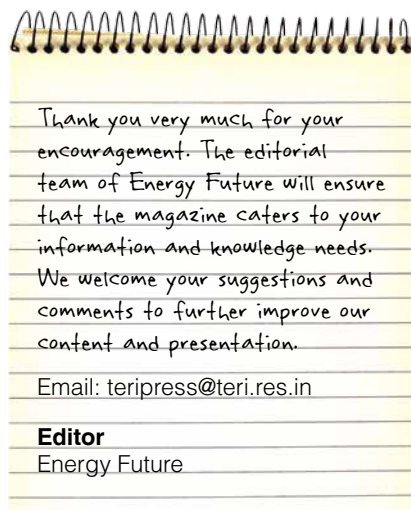 Thank you very much for your
encouragement. The editorial
team of Energy Future will ensure
that the magazine caters to your
information and knowledge needs.
We welcome your suggestions and
comments to further improve our
content and presentation.
Email: teripress@teri.res.in
Editor
Energy Future